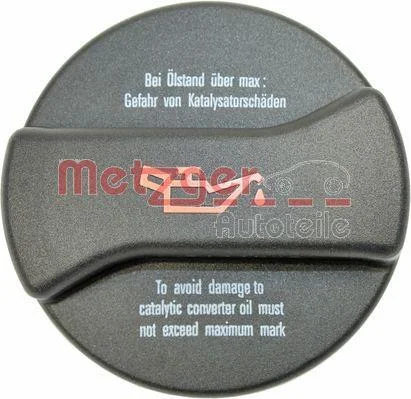 Bei Ölstand über max:
Gefahr von Katalysatorschäden
Metzger
Autoteile
To avoid damage to
catalytic converter oil must
not exceed maximum mark